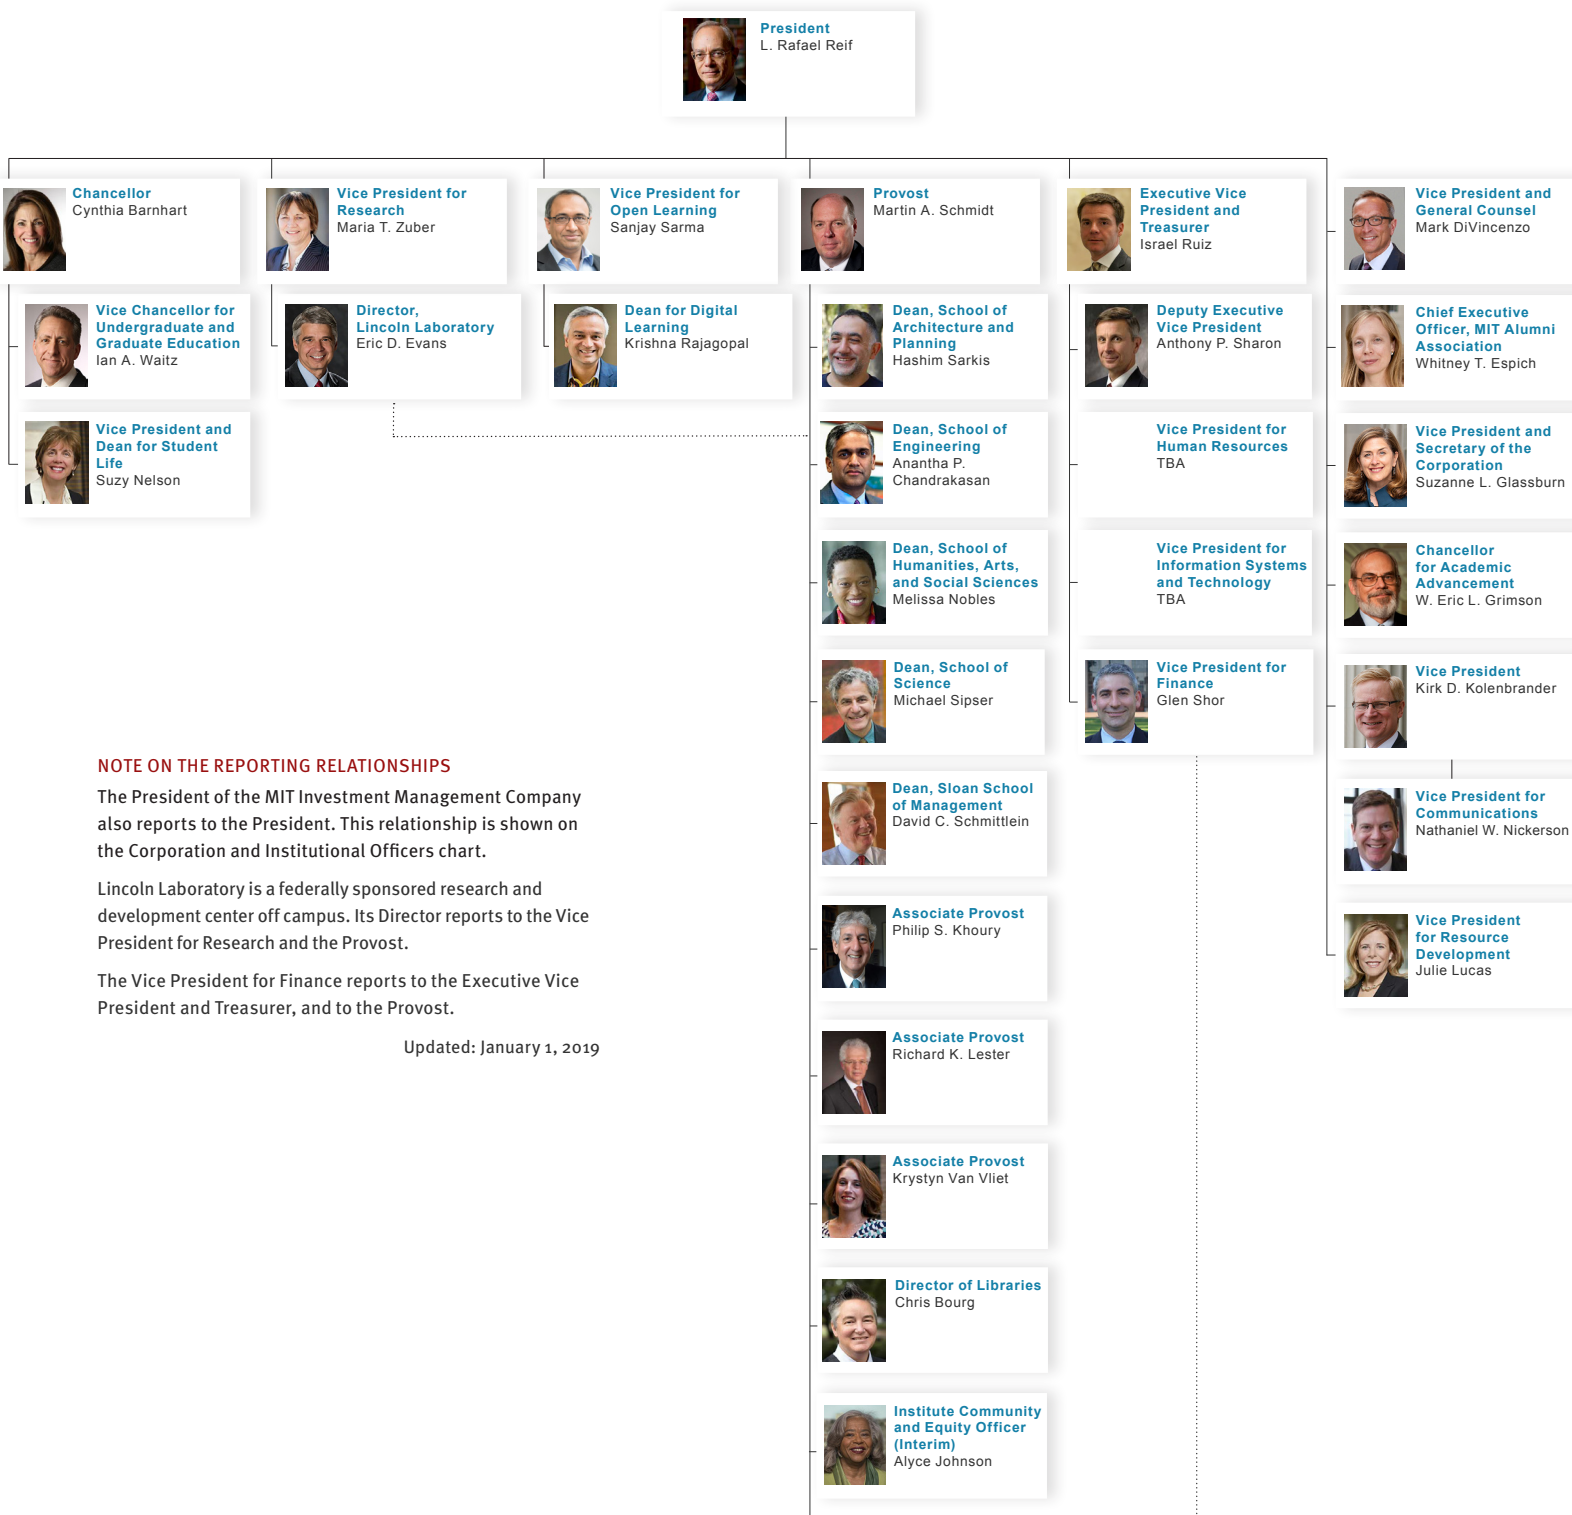 President
L. Rafael Reif
Chancellor
Cynthia Barnhart
Vice President for
Research
Maria T. Zuber
Vice President for
Open Learning
Sanjay Sarma
Provost
Martin A. Schmidt
Executive Vice
President and
Treasurer
Israel Ruiz
Vice President and
General Counsel
Mark DiVincenzo
Vice Chancellor for
Undergraduate and
Graduate Education
Ian A. Waitz
Director,
Lincoln Laboratory
Eric D. Evans
Dean for Digital
Learning
Krishna Rajagopal
Dean, School of
Architecture and
Planning
Hashim Sarkis
Deputy Executive
Vice President
Anthony P. Sharon
Chief Executive
Officer, MIT Alumni
Association
Whitney T. Espich
Vice President and
Dean for Student
Life
Suzy Nelson
Dean, School of
Engineering
Anantha P.
Chandrakasan
Vice President for
Human Resources
TBA
Vice President and
Secretary of the
Corporation
Suzanne L. Glassburn
Dean, School of
Humanities, Arts,
and Social Sciences
Melissa Nobles
Vice President for
Information Systems
and Technology
TBA
Chancellor
for Academic
Advancement
W. Eric L. Grimson
Dean, School of
Science
Michael Sipser
Vice President for
Finance
Glen Shor
Vice President
Kirk D. Kolenbrander
NOTE ON THE REPORTING RELATIONSHIPS
The President of the MIT Investment Management Company
also reports to the President. This relationship is shown on
the Corporation and Institutional Officers chart.
Lincoln Laboratory is a federally sponsored research and
development center off campus. Its Director reports to the Vice
President for Research and the Provost.
The Vice President for Finance reports to the Executive Vice
President and Treasurer, and to the Provost.
Updated: January 1, 2019
Dean, Sloan School
of Management
David C. Schmittlein
Vice President for
Communications
Nathaniel W. Nickerson
Associate Provost
Philip S. Khoury
Vice President
for Resource
Development
Julie Lucas
Associate Provost
Richard K. Lester
Associate Provost
Krystyn Van Vliet
Director of Libraries
Chris Bourg
Institute Community
and Equity Officer
(Interim)
Alyce Johnson